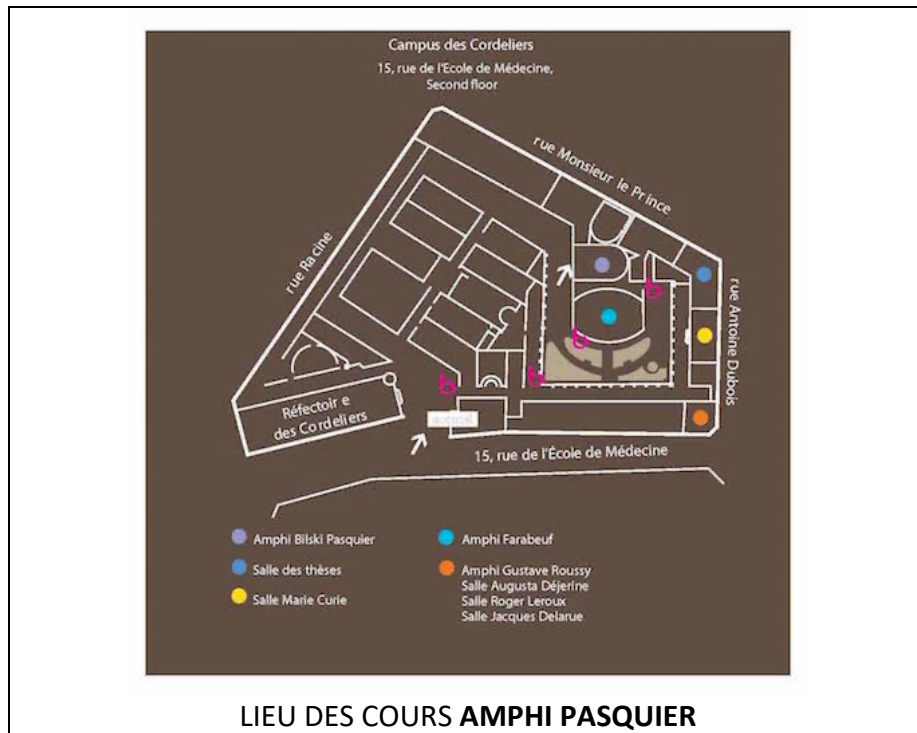 Campus des Cordeliers
15, rue de l'Ecole de Médecine,
Second floor
rue Monsieur le Prince
rue Racine
rue Antoine Dubois
Réfectoir e
des Cordeliers
15, rue de l'École de Médecine
Amphi Bilski Pasquier
Salle des thèses
Salle Marie Curie
Amphi Farabeuf
Amphi Gustave Roussy
Salle Augusta Déjerine
Salle Roger Leroux
Salle Jacques Delarue
LIEU DES COURS AMPHI PASQUIER